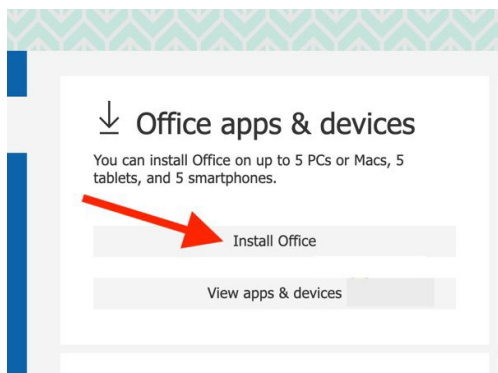 Office apps & devices
You can install Office on up to 5 PCs or Macs, 5
tablets, and 5 smartphones.
Install Office
View apps & devices